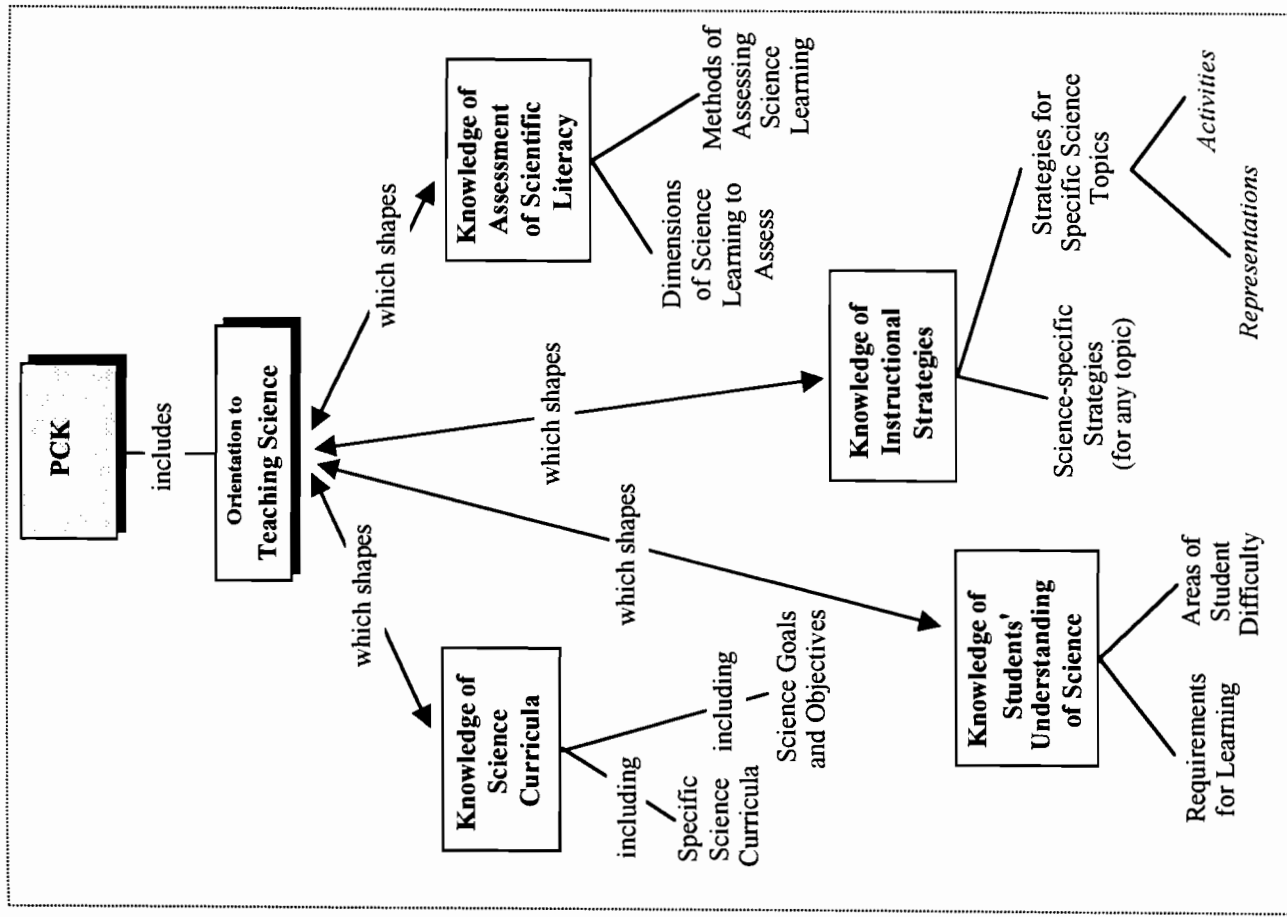 PCK
includes
Orientation to
Teaching Science
which shapes
which shapes
which shapes
which shapes
Knowledge of
Science
Curricula
including
Specific
Science
Curricula
including
Science Goals
and Objectives
Knowledge of
Students'
Understanding
of Science
Requirements
for Learning
Areas of
Student
Difficulty
Knowledge of
Instructional
Strategies
Science-specific
Strategies
(for any topic)
Strategies for
Specific Science
Topics
Representations
Activities
Knowledge of
Assessment
of Scientific
Literacy
Dimensions
of Science
Learning to
Assess
Methods of
Assessing
Science
Learning